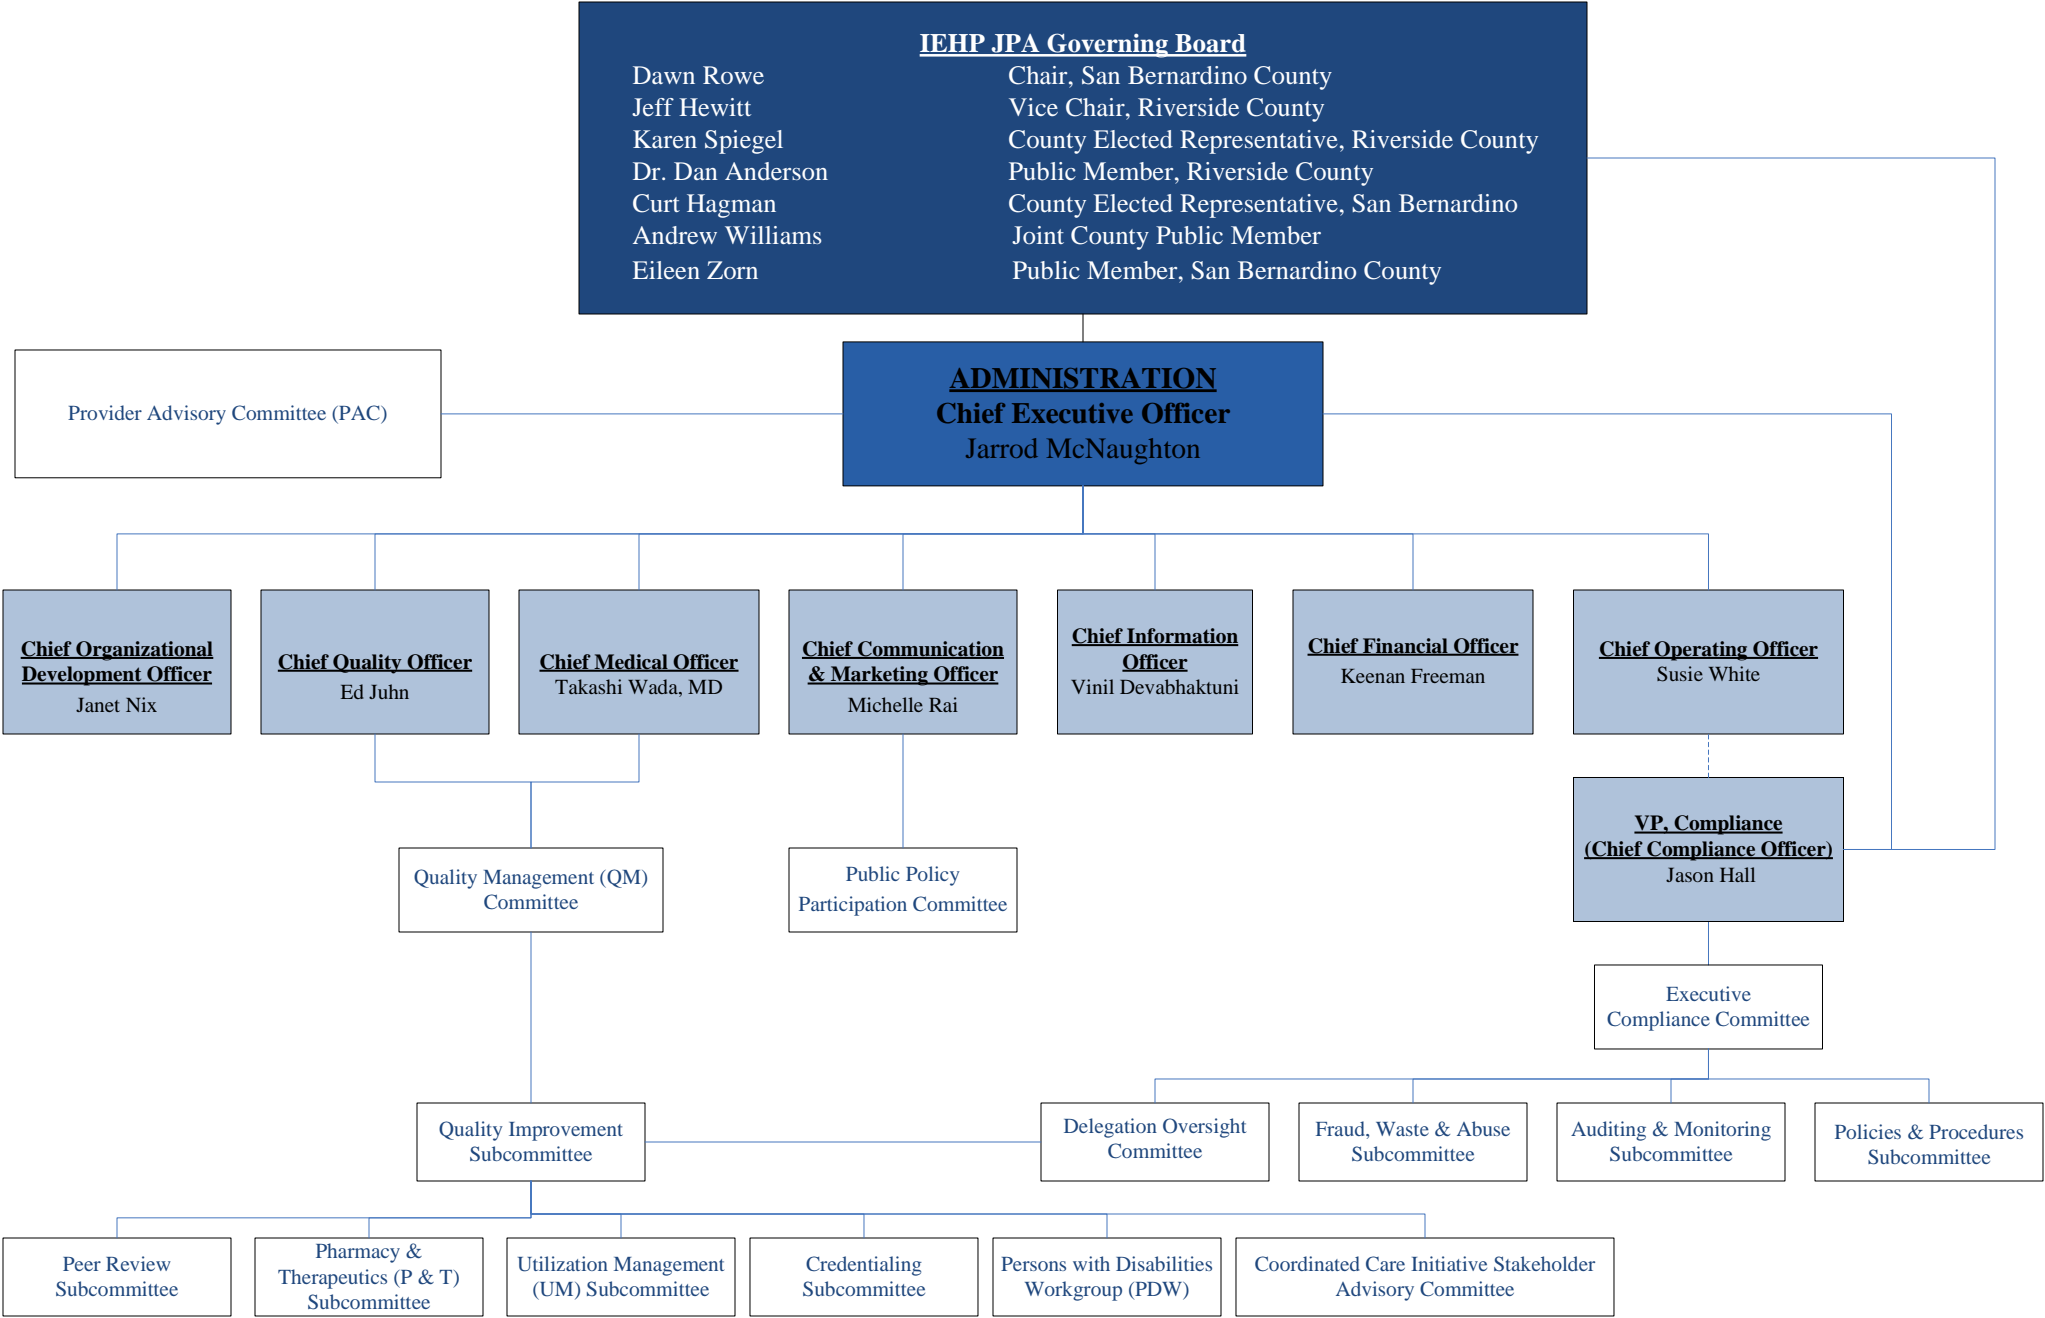 IEHP JPA Governing Board
Dawn Rowe Chair, San Bernardino County
Jeff Hewitt Vice Chair, Riverside County
Karen Spiegel County Elected Representative, Riverside County
Dr. Dan Anderson Public Member, Riverside County
Curt Hagman County Elected Representative, San Bernardino
Andrew Williams Joint County Public Member
Eileen Zorn Public Member, San Bernardino County
Provider Advisory Committee (PAC)
ADMINISTRATION
Chief Executive Officer
Jarrod McNaughton
Chief Organizational
Development Officer
Janet Nix
Chief Quality Officer
Ed Juhn
Chief Medical Officer
Takashi Wada, MD
Chief Communication
& Marketing Officer
Michelle Rai
Chief Information
Officer
Vinil Devabhaktuni
Chief Financial Officer
Keenan Freeman
Chief Operating Officer
Susie White
VP, Compliance
(Chief Compliance Officer)
Jason Hall
Quality Management (QM)
Committee
Public Policy
Participation Committee
Executive
Compliance Committee
Quality Improvement
Subcommittee
Delegation Oversight
Committee
Fraud, Waste & Abuse
Subcommittee
Auditing & Monitoring
Subcommittee
Policies & Procedures
Subcommittee
Peer Review
Subcommittee
Pharmacy &
Therapeutics (P & T)
Subcommittee
Utilization Management
(UM) Subcommittee
Credentialing
Subcommittee
Persons with Disabilities
Workgroup (PDW)
Coordinated Care Initiative Stakeholder
Advisory Committee